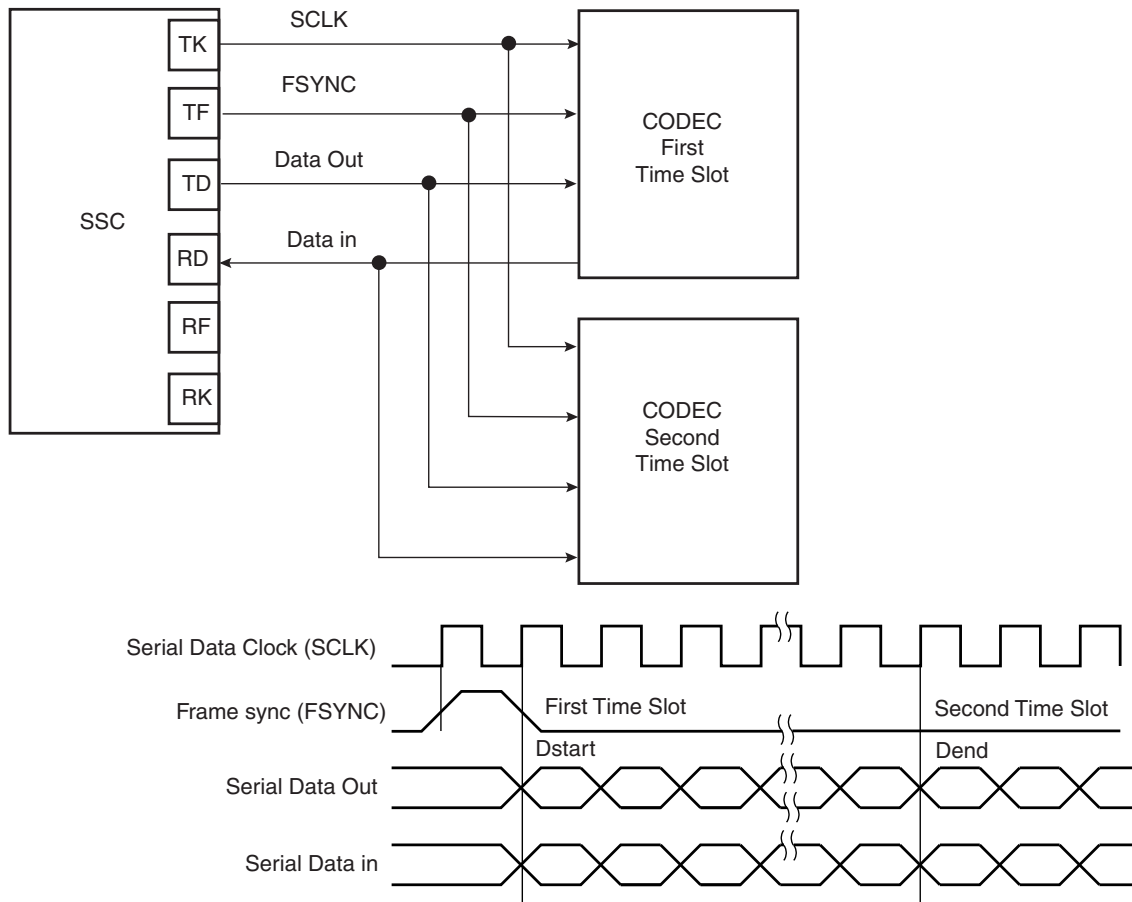 SSC
TK
TF
TD
RD
RF
RK
SCLK
FSYNC
Data Out
Data in
CODEC
First
Time Slot
CODEC
Second
Time Slot
Serial Data Clock (SCLK)
Frame sync (FSYNC)
First Time Slot
Second Time Slot
Dstart
Dend
Serial Data Out
Serial Data in